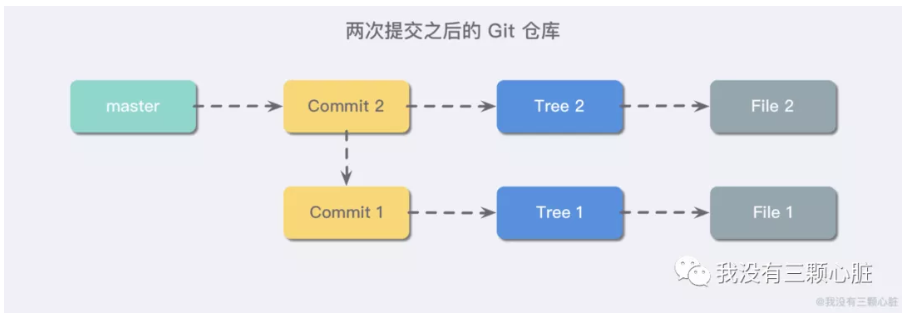 两次提交之后的 Git 仓库
master
Commit 2
Tree 2
File 2
Commit 1
Tree 1
File 1
我没有三颗心脏
@我没有三颗心脏